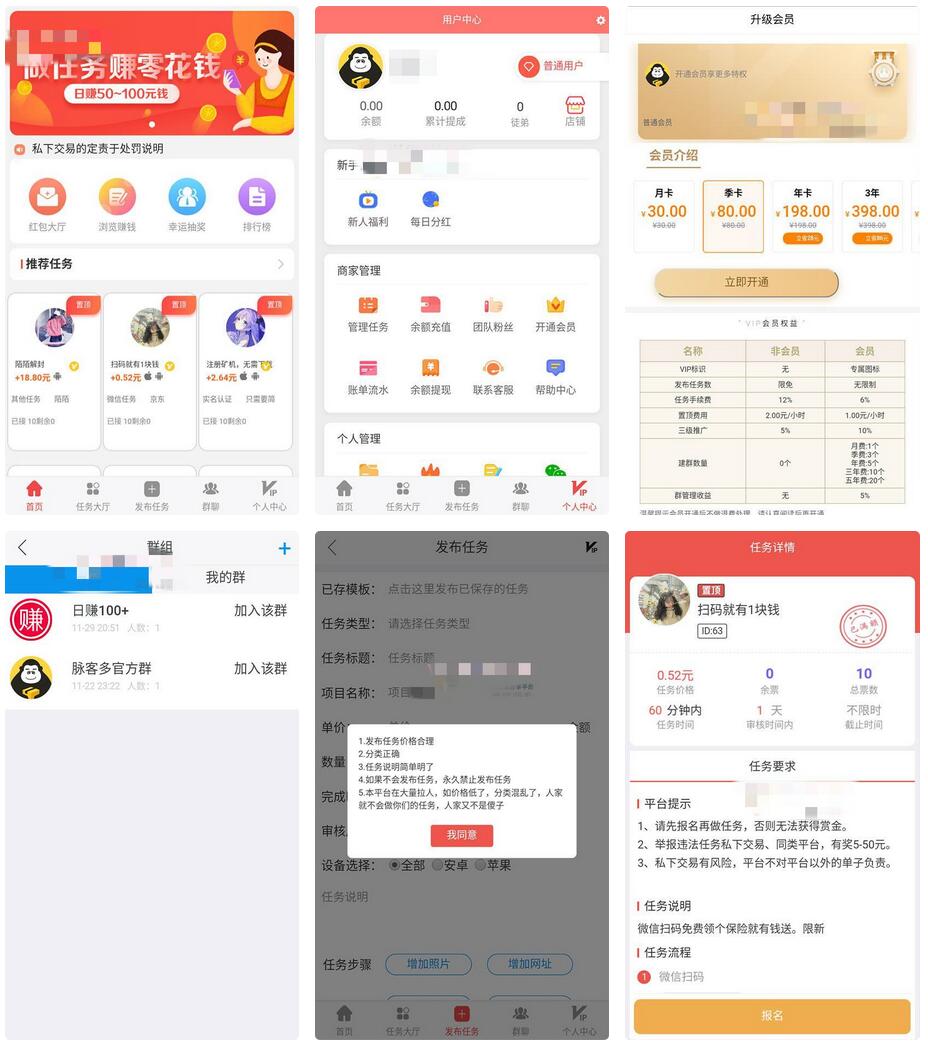 做任务赚零花钱
日赚50~100元钱
私下交易的定责于处罚说明
红包大厅
浏览赚钱
幸运抽奖
排行榜
推荐任务
置顶
陌陌解封
+18.80元
其他任务 陌陌
已接 10剩余0
置顶
扫码就有1块钱
+0.52元
微信任务 京东
已接 10剩余0
置顶
注册矿机，无需下载
+2.64元
实名认证 只需要简
已接 10剩余0
首页
任务大厅
发布任务
群聊
个人中心
用户中心
普通用户
0.00
余额
0.00
累计提成
0
徒弟
店铺
新手
新人福利
每日分红
商家管理
管理任务
余额充值
团队粉丝
开通会员
账单流水
余额提现
联系客服
帮助中心
个人管理
首页
任务大厅
发布任务
群聊
个人中心
升级会员
开通会员享更多特权
普通会员
会员介绍
月卡
¥30.00
¥30.00
季卡
¥80.00
¥80.00
年卡
¥198.00
¥198.00
3年
¥398.00
¥398.00
¥
立即开通
VIP会员权益
名称 非会员 会员
VIP标识 无 专属图标
发布任务数 限免 无限制
任务手续费 12% 6%
置顶费用 2.00元/小时 1.00元/小时
三级推广 5% 10%
建群数量 0个 月费:1个
季费:3个
年费:5个
三年费:10个
五年费:20个
群管理收益 无 5%
温馨提示会员开通后不做退费处理，请认真阅读后再开通
群组
+
我的群
赚
日赚100+
11-29 20:51 人数：1
加入该群
脉客多官方群
11-22 23:22 人数：1
加入该群
发布任务
VIP
已存模板： 点击这里发布已保存的任务
任务类型： 请选择任务类型
任务标题： 任务标题
项目名称： 项目
单价
数量
审核
1.发布任务价格合理
2.分类正确
3.任务说明简单明了
4.如果不会发布任务，永久禁止发布任务
5.本平台在大量拉人，如价格低了，分类混乱了，人家
就不会做你们的任务，人家又不是傻子
我同意
设备选择： 全部 安卓 苹果
任务说明
任务步骤
增加照片
增加网址
首页
任务大厅
发布任务
群聊
个人中心
任务详情
置顶
扫码就有1块钱
ID:63
已满额
0.52元
任务价格
0
余票
10
总票数
60 分钟内
任务时间
1 天
审核时间内
不限时
截止时间
任务要求
平台提示
1、请先报名再做任务，否则无法获得赏金。
2、举报违法任务私下交易、同类平台，有奖5-50元。
3、私下交易有风险，平台不对平台以外的单子负责。
任务说明
微信扫码免费领个保险就有钱送。限新
任务流程
1 微信扫码
报名